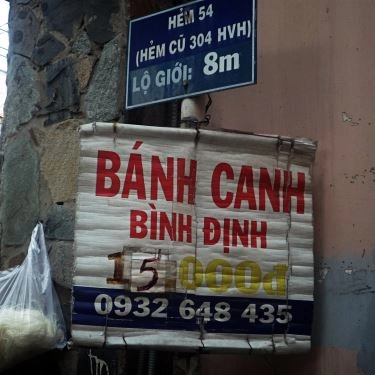 HẺM 54
(HẺM CŨ 304 HVH)
LỘ GIỚI: 8m
BÁNH CANH
BÌNH ĐỊNH
15.000đ
0932 648 435